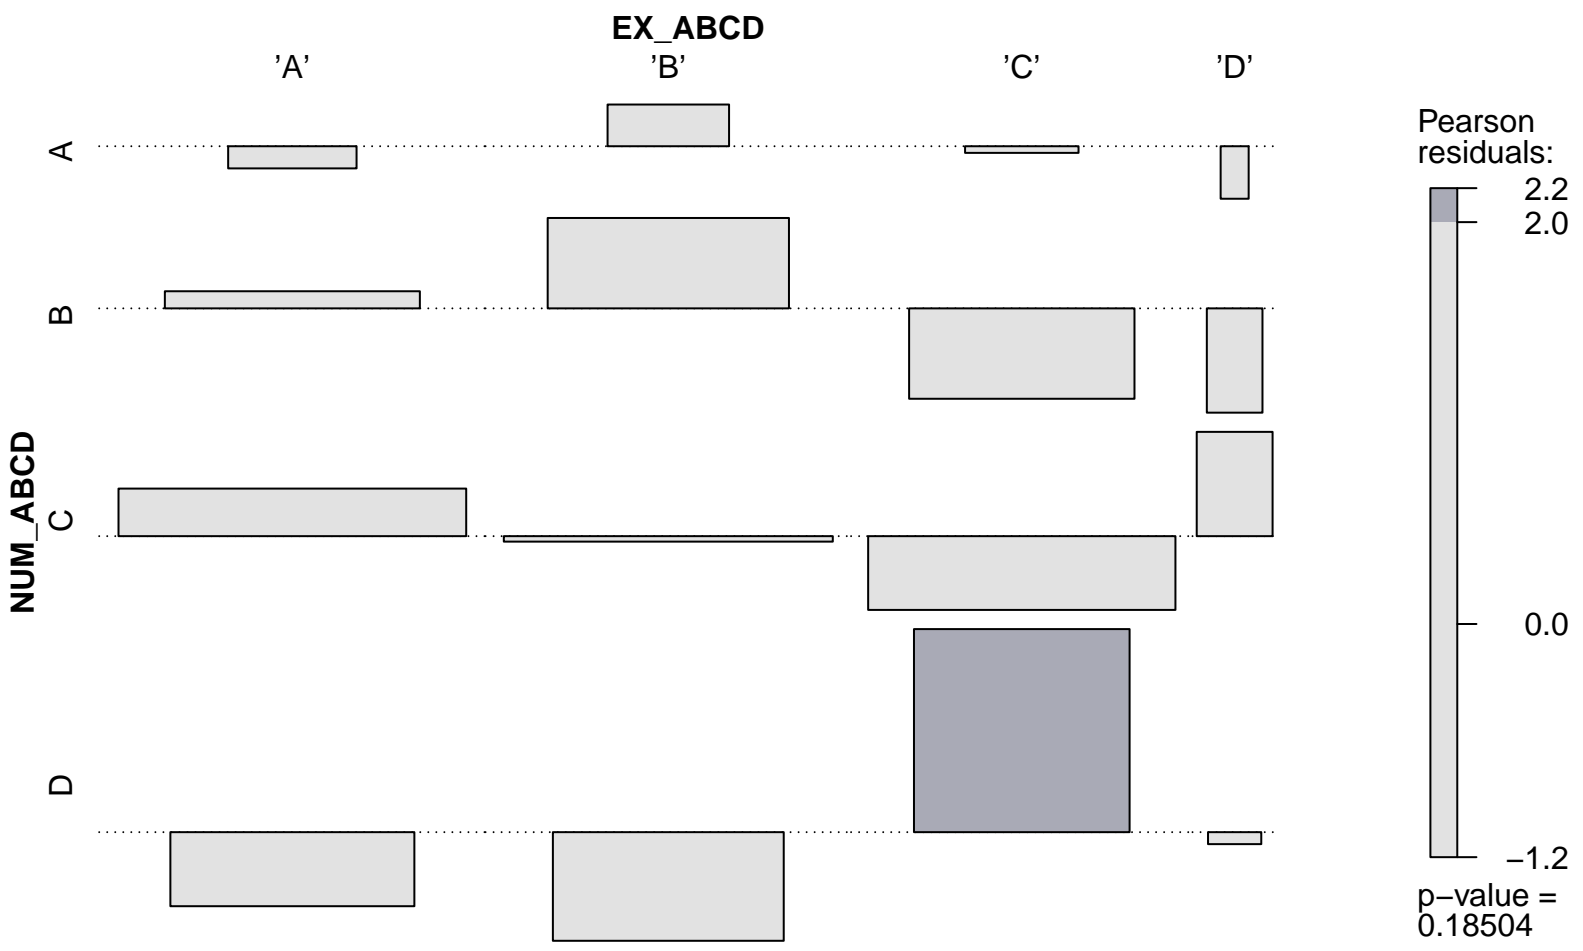 EX_ABCD
’A’ ’B’ ’C’ ’D’
NUM_ABCD
A
B
C
D
Pearson
residuals:
2.2
2.0
0.0
−1.2
p−value =
0.18504